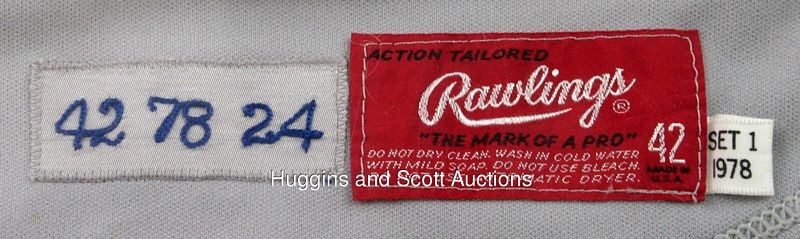 42 78 24
ACTION TAILORED
Rawlings ®
"THE MARK OF A PRO"
DO NOT DRY CLEAN. WASH IN COLD WATER
WITH MILD SOAP. DO NOT USE BLEACH.
DRYER.
42
MADE IN
U.S.A.
SET 1
1978
Huggins and Scott Auctions